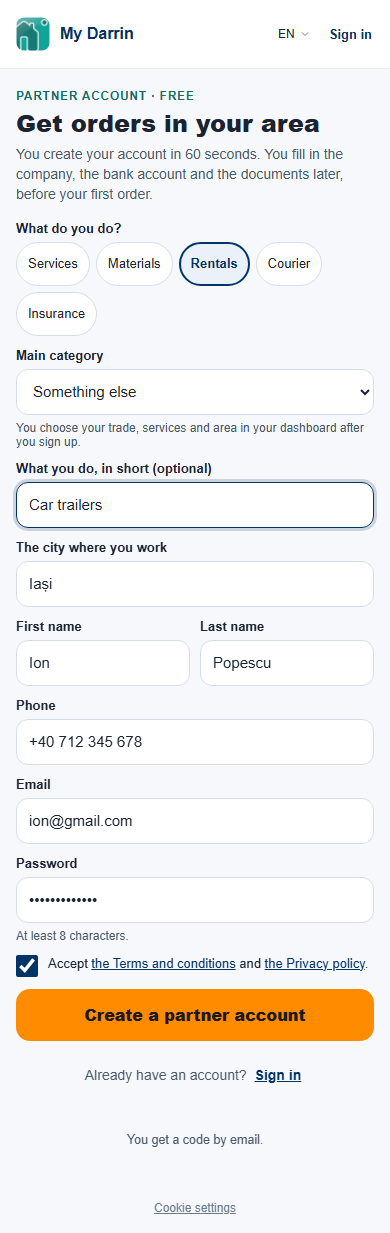 My Darrin
EN
Sign in
PARTNER ACCOUNT · FREE
Get orders in your area
You create your account in 60 seconds. You fill in the
company, the bank account and the documents later,
before your first order.
What do you do?
Services
Materials
Rentals
Courier
Insurance
Main category
Something else
You choose your trade, services and area in your dashboard after
you sign up.
What you do, in short (optional)
Car trailers
The city where you work
Iași
First name
Last name
Ion
Popescu
Phone
+40 712 345 678
Email
ion@gmail.com
Password
•••••••••••••
At least 8 characters.
Accept the Terms and conditions and the Privacy policy.
Create a partner account
Already have an account? Sign in
You get a code by email.
Cookie settings